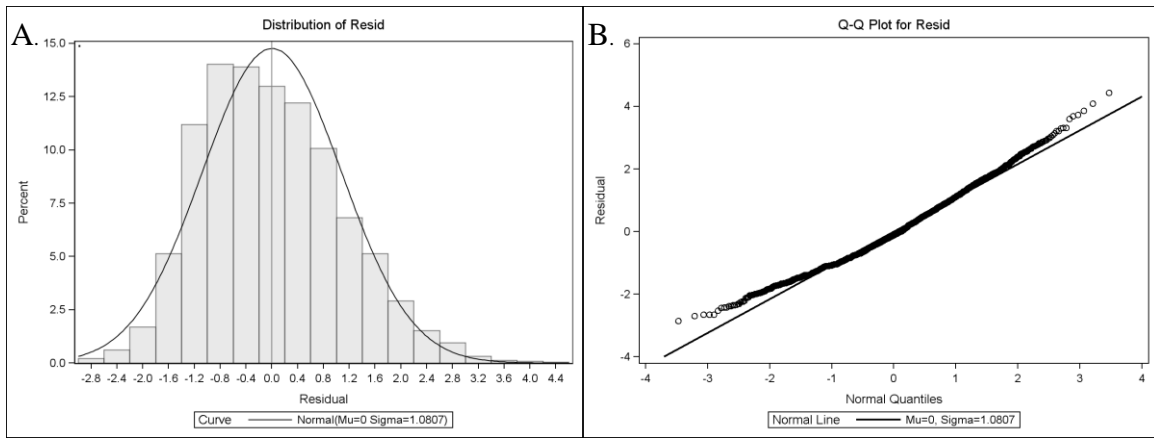 A.
Distribution of Resid
15.0
12.5
10.0
7.5
5.0
2.5
0.0
Percent
-2.8 -2.4 -2.0 -1.6 -1.2 -0.8 -0.4 0.0 0.4 0.8 1.2 1.6 2.0 2.4 2.8 3.2 3.6 4.0 4.4
Residual
Curve Normal(Mu=0 Sigma=1.0807)
B.
Q-Q Plot for Resid
6
4
2
0
-2
-4
Residual
-4 -3 -2 -1 0 1 2 3 4
Normal Quantiles
Normal Line Mu=0, Sigma=1.0807